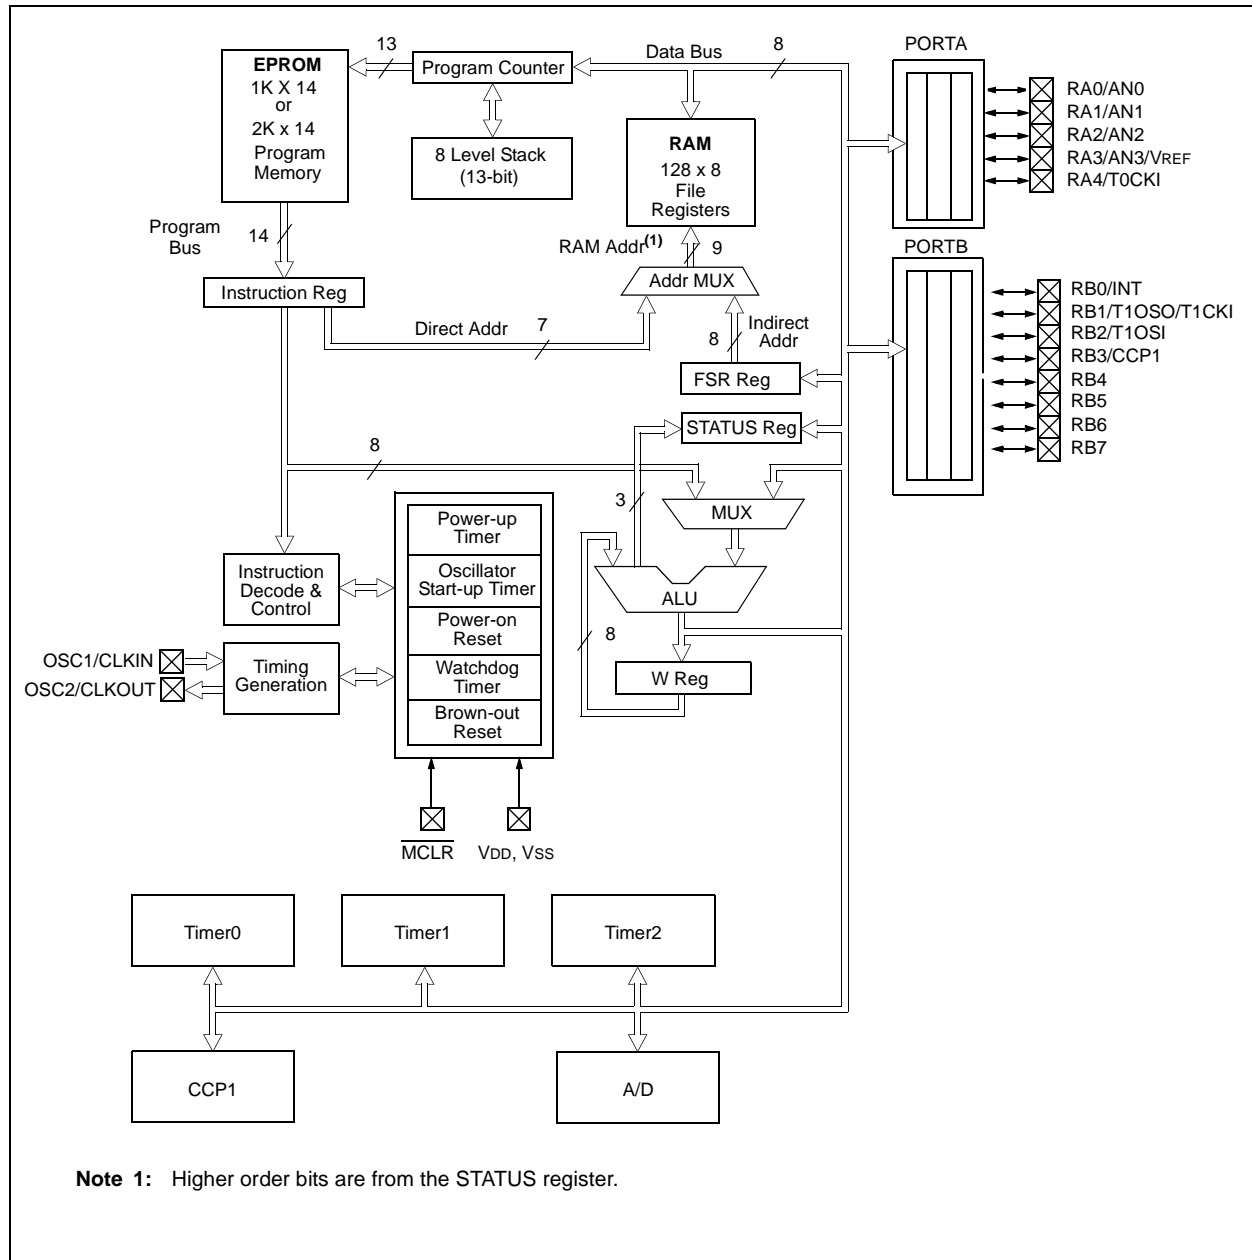 EPROM
1K X 14
or
2K x 14
Program
Memory
13
Program Counter
Data Bus
8
8 Level Stack
(13-bit)
RAM
128 x 8
File
Registers
Program
Bus
14
RAM Addr(1)
9
Addr MUX
Instruction Reg
Direct Addr
7
8
Indirect
Addr
FSR Reg
STATUS Reg
8
3
MUX
ALU
8
W Reg
Power-up
Timer
Oscillator
Start-up Timer
Power-on
Reset
Watchdog
Timer
Brown-out
Reset
Instruction
Decode &
Control
Timing
Generation
OSC1/CLKIN
OSC2/CLKOUT
MCLR
VDD, VSS
PORTA
RA0/AN0
RA1/AN1
RA2/AN2
RA3/AN3/VREF
RA4/T0CKI
PORTB
RB0/INT
RB1/T1OSO/T1CKI
RB2/T1OSI
RB3/CCP1
RB4
RB5
RB6
RB7
Timer0
Timer1
Timer2
CCP1
A/D
Note 1: Higher order bits are from the STATUS register.